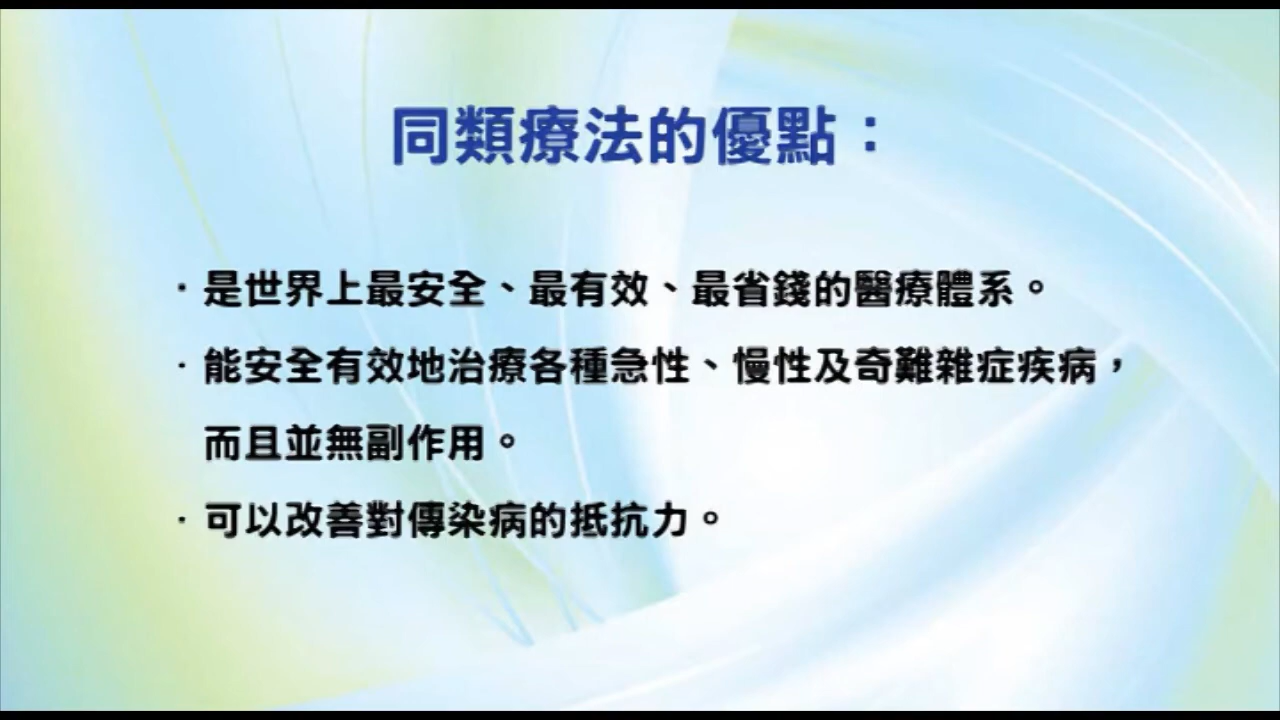 同類療法的優點：
·是世界上最安全、最有效、最省錢的醫療體系。
·能安全有效地治療各種急性、慢性及奇難雜症疾病，
而且並無副作用。
·可以改善對傳染病的抵抗力。